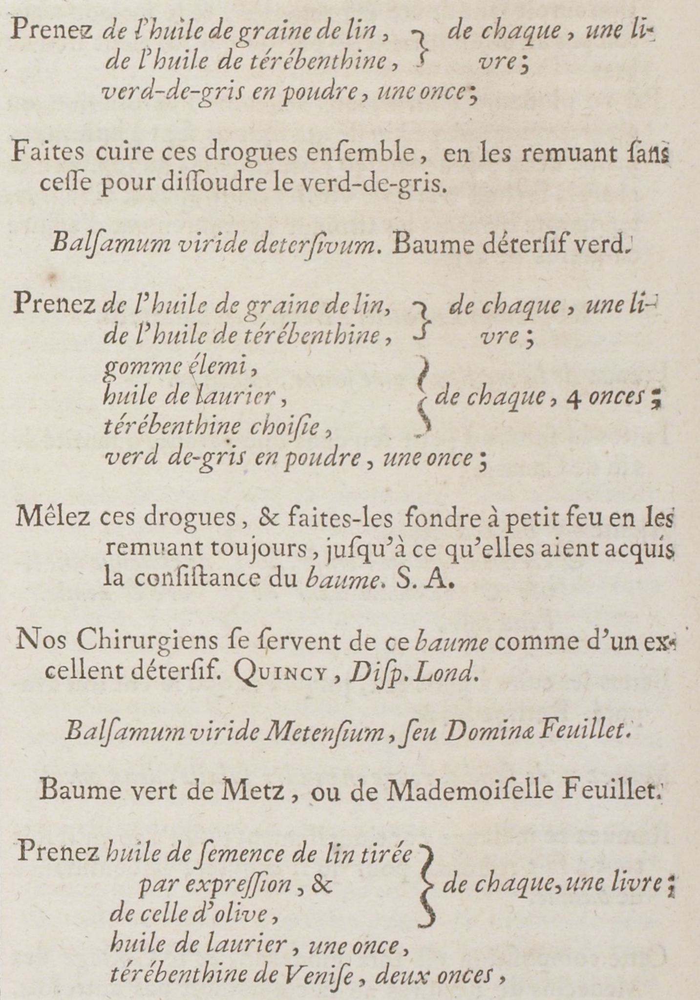 Prenez de l'huile de graine de lin, } de chaque, une li-
de l'huile de térébenthine, } vre;
verd-de-gris en poudre, une once;
Faites cuire ces drogues enſemble, en les remuant ſans
ceſſe pour diſſoudre le verd-de-gris.
Balſamum viride deterſivum. Baume déterſif verd.
Prenez de l'huile de graine de lin, } de chaque, une li-
de l'huile de térébenthine, } vre;
gomme élemi,
huile de laurier, } de chaque, 4 onces;
térébenthine choiſie,
verd de-gris en poudre, une once;
Mêlez ces drogues, & faites-les fondre à petit feu en les
remuant toujours, juſqu'à ce qu'elles aient acquis
la conſiſtance du baume. S. A.
Nos Chirurgiens ſe ſervent de ce baume comme d'un ex-
cellent déterſif. QUINCY, Diſp. Lond.
Balſamum viride Metenſium, ſeu Dominæ Feuillet.
Baume vert de Metz, ou de Mademoiſelle Feuillet.
Prenez huile de ſemence de lin tirée
par expreſſion, & } de chaque, une livre;
de celle d'olive,
huile de laurier, une once,
térébenthine de Veniſe, deux onces,